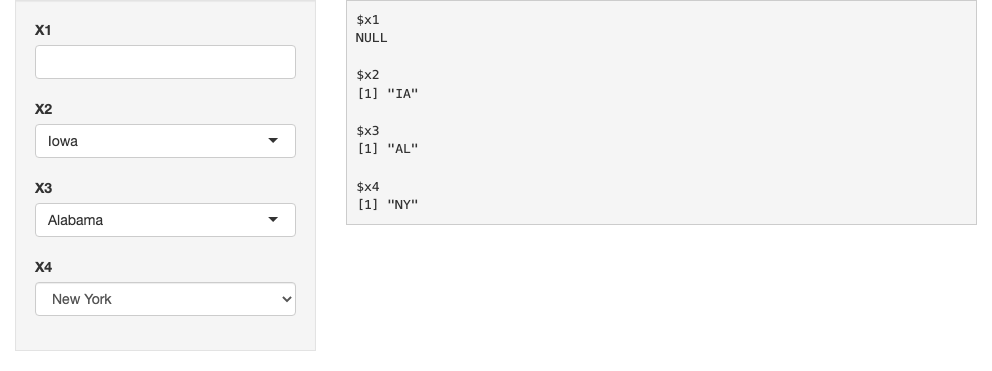 X1
X2
Iowa
X3
Alabama
X4
New York
$x1
NULL
$x2
[1] "IA"
$x3
[1] "AL"
$x4
[1] "NY"